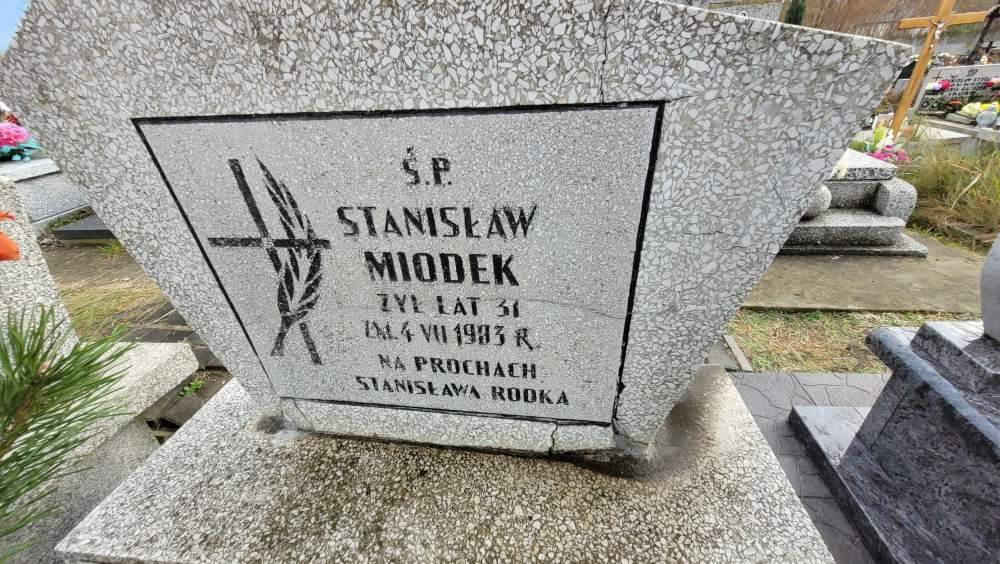 Ś.P.
STANISŁAW
MIODEK
ŻYŁ LAT 31
ZM. 4 VII 1983 R.
NA PROCHACH
STANISŁAWA RODKA